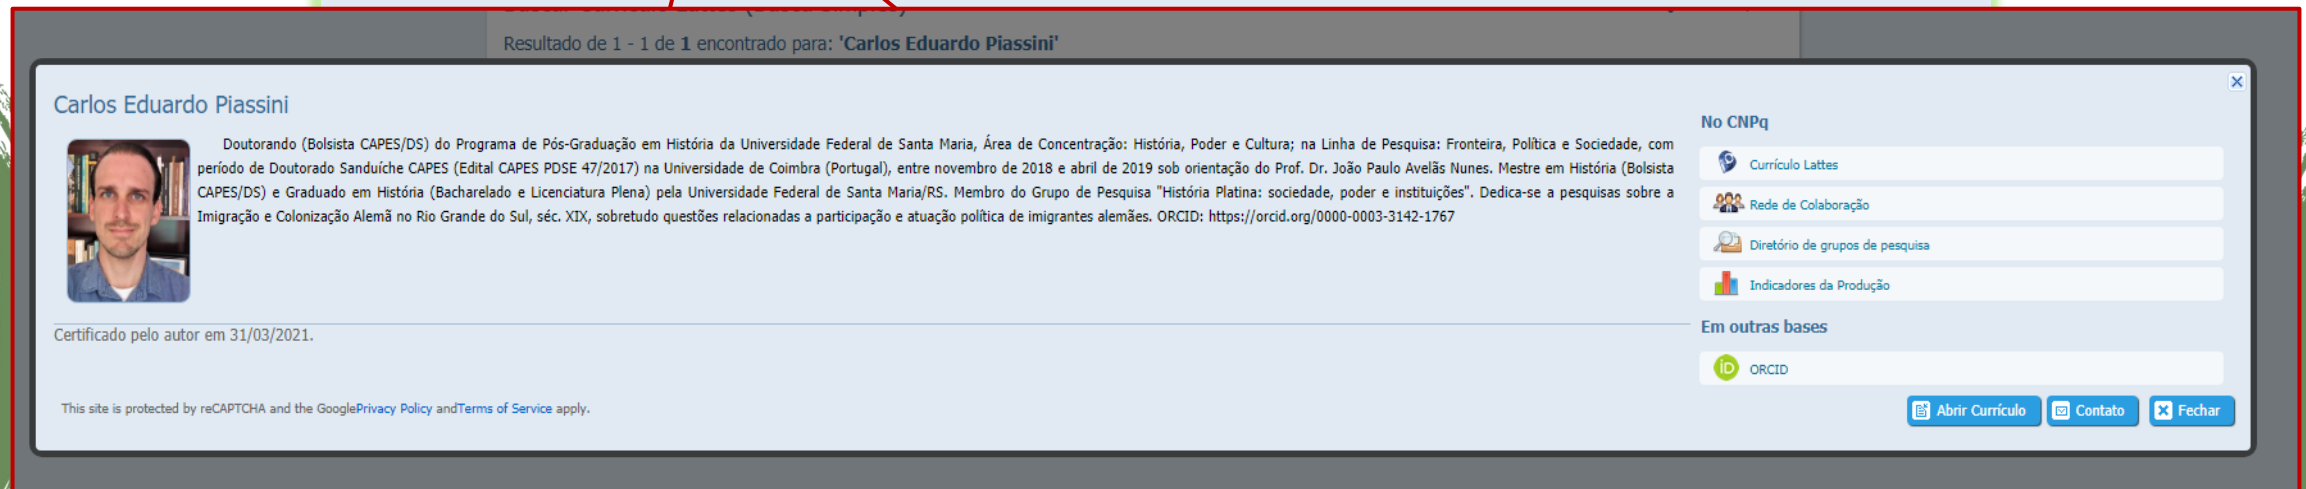 Resultado de 1 - 1 de 1 encontrado para: 'Carlos Eduardo Piassini'
Carlos Eduardo Piassini
Doutorando (Bolsista CAPES/DS) do Programa de Pós-Graduação em História da Universidade Federal de Santa Maria, Área de Concentração: História, Poder e Cultura; na Linha de Pesquisa: Fronteira, Política e Sociedade, com
período de Doutorado Sanduíche CAPES (Edital CAPES PDSE 47/2017) na Universidade de Coimbra (Portugal), entre novembro de 2018 e abril de 2019 sob orientação do Prof. Dr. João Paulo Avelãs Nunes. Mestre em História (Bolsista
CAPES/DS) e Graduado em História (Bacharelado e Licenciatura Plena) pela Universidade Federal de Santa Maria/RS. Membro do Grupo de Pesquisa "História Platina: sociedade, poder e instituições". Dedica-se a pesquisas sobre a
Imigração e Colonização Alemã no Rio Grande do Sul, séc. XIX, sobretudo questões relacionadas a participação e atuação política de imigrantes alemães. ORCID: https://orcid.org/0000-0003-3142-1767
Certificado pelo autor em 31/03/2021.
This site is protected by reCAPTCHA and the GooglePrivacy Policy andTerms of Service apply.
No CNPq
Currículo Lattes
Rede de Colaboração
Diretório de grupos de pesquisa
Indicadores da Produção
Em outras bases
iD ORCID
Abrir Currículo Contato Fechar